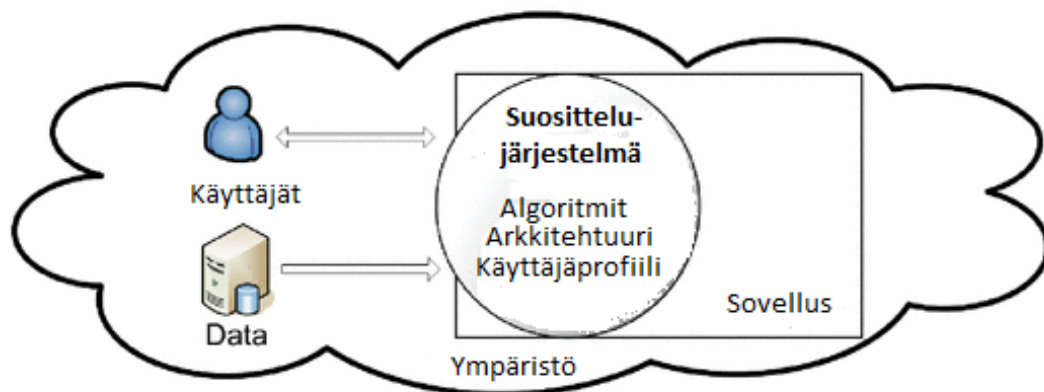 Käyttäjät
Data
Suosittelu-
järjestelmä
Algoritmit
Arkkitehtuuri
Käyttäjäprofiili
Sovellus
Ympäristö